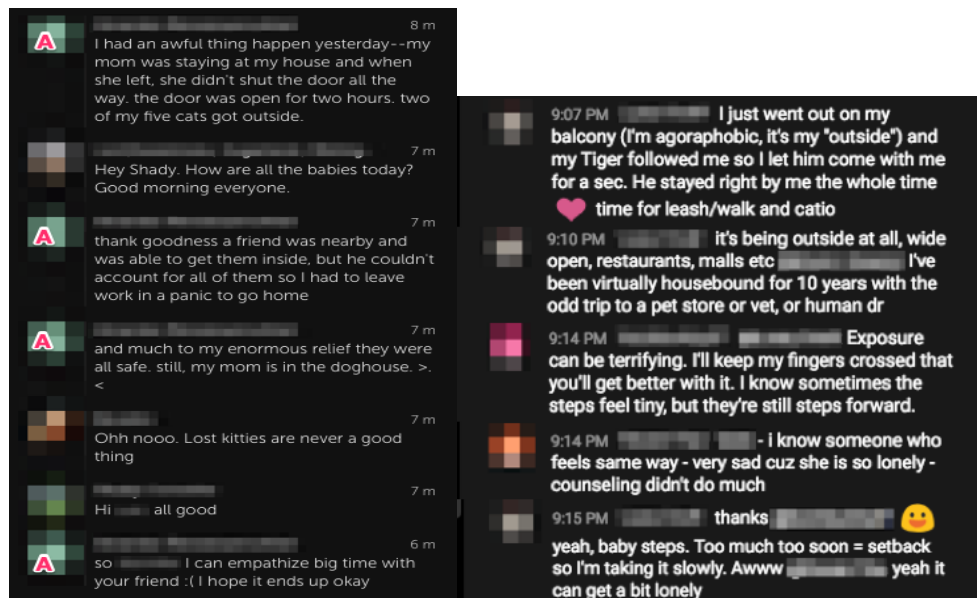 8 m
A
I had an awful thing happen yesterday--my
mom was staying at my house and when
she left, she didn't shut the door all the
way. the door was open for two hours. two
of my five cats got outside.
7 m
Hey Shady. How are all the babies today?
Good morning everyone.
7 m
A
thank goodness a friend was nearby and
was able to get them inside, but he couldn't
account for all of them so I had to leave
work in a panic to go home
7 m
A
and much to my enormous relief they were
all safe. still, my mom is in the doghouse. >.
<
7 m
Ohh nooo. Lost kitties are never a good
thing
7 m
Hi all good
6 m
A
so I can empathize big time with
your friend :( I hope it ends up okay
9:07 PM I just went out on my
balcony (I'm agoraphobic, it's my "outside") and
my Tiger followed me so I let him come with me
for a sec. He stayed right by me the whole time
time for leash/walk and catio
9:10 PM it's being outside at all, wide
open, restaurants, malls etc I've
been virtually housebound for 10 years with the
odd trip to a pet store or vet, or human dr
9:14 PM Exposure
can be terrifying. I'll keep my fingers crossed that
you'll get better with it. I know sometimes the
steps feel tiny, but they're still steps forward.
9:14 PM - i know someone who
feels same way - very sad cuz she is so lonely -
counseling didn't do much
9:15 PM thanks
yeah, baby steps. Too much too soon = setback
so I'm taking it slowly. Awww yeah it
can get a bit lonely